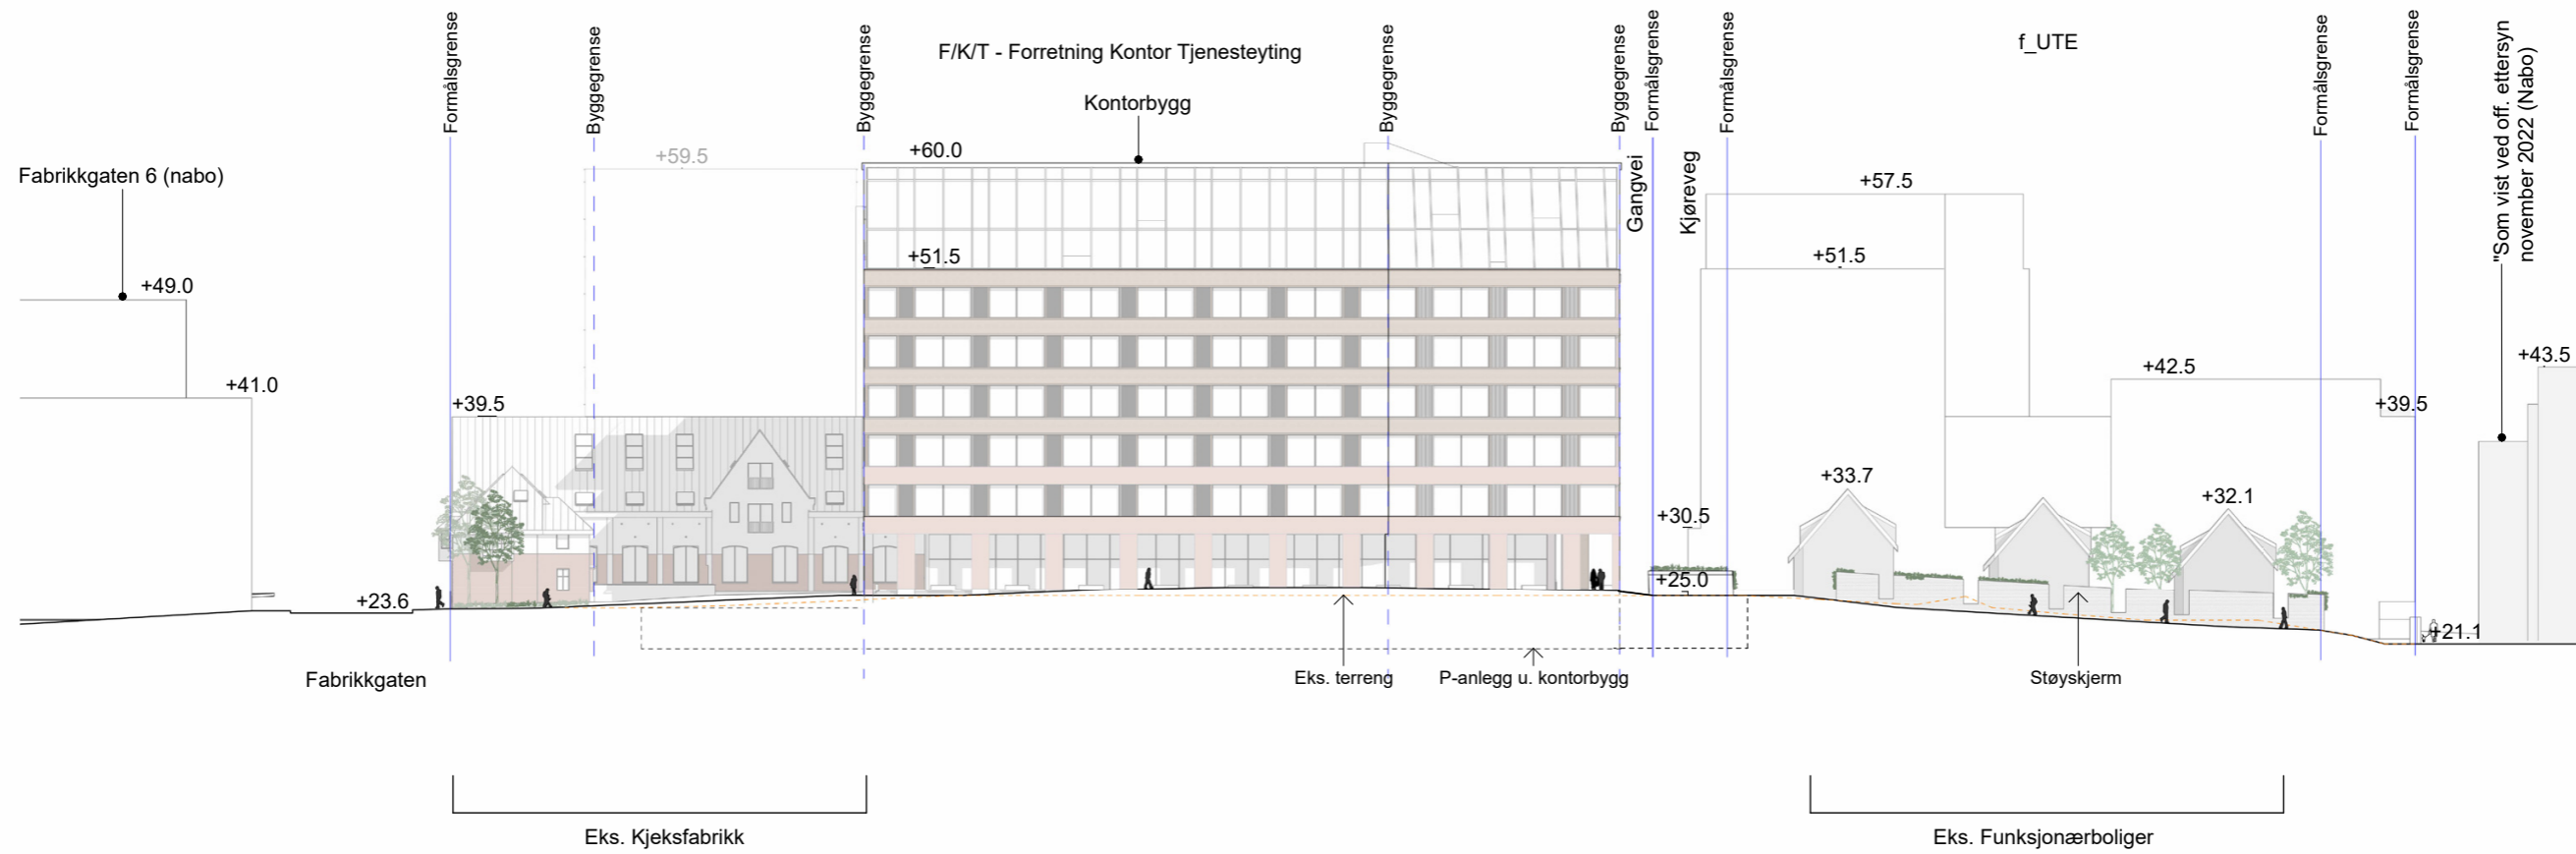 Formålsgrense
Byggegrense
Byggegrense
F/K/T - Forretning Kontor Tjenesteyting
Kontorbygg
Byggegrense
Byggegrense
Formålsgrense
Formålsgrense
f_UTE
Formålsgrense
Formålsgrense
"Som vist ved off. ettersyn
november 2022 (Nabo)
Fabrikkgaten 6 (nabo)
+59.5
+60.0
Gangvei
Kjøreveg
+57.5
+49.0
+51.5
+51.5
+41.0
+39.5
+42.5
+39.5
+43.5
+33.7
+32.1
+30.5
+25.0
+23.6
+21.1
Fabrikkgaten
Eks. terreng
P-anlegg u. kontorbygg
Støyskjerm
Eks. Kjeksfabrikk
Eks. Funksjonærboliger